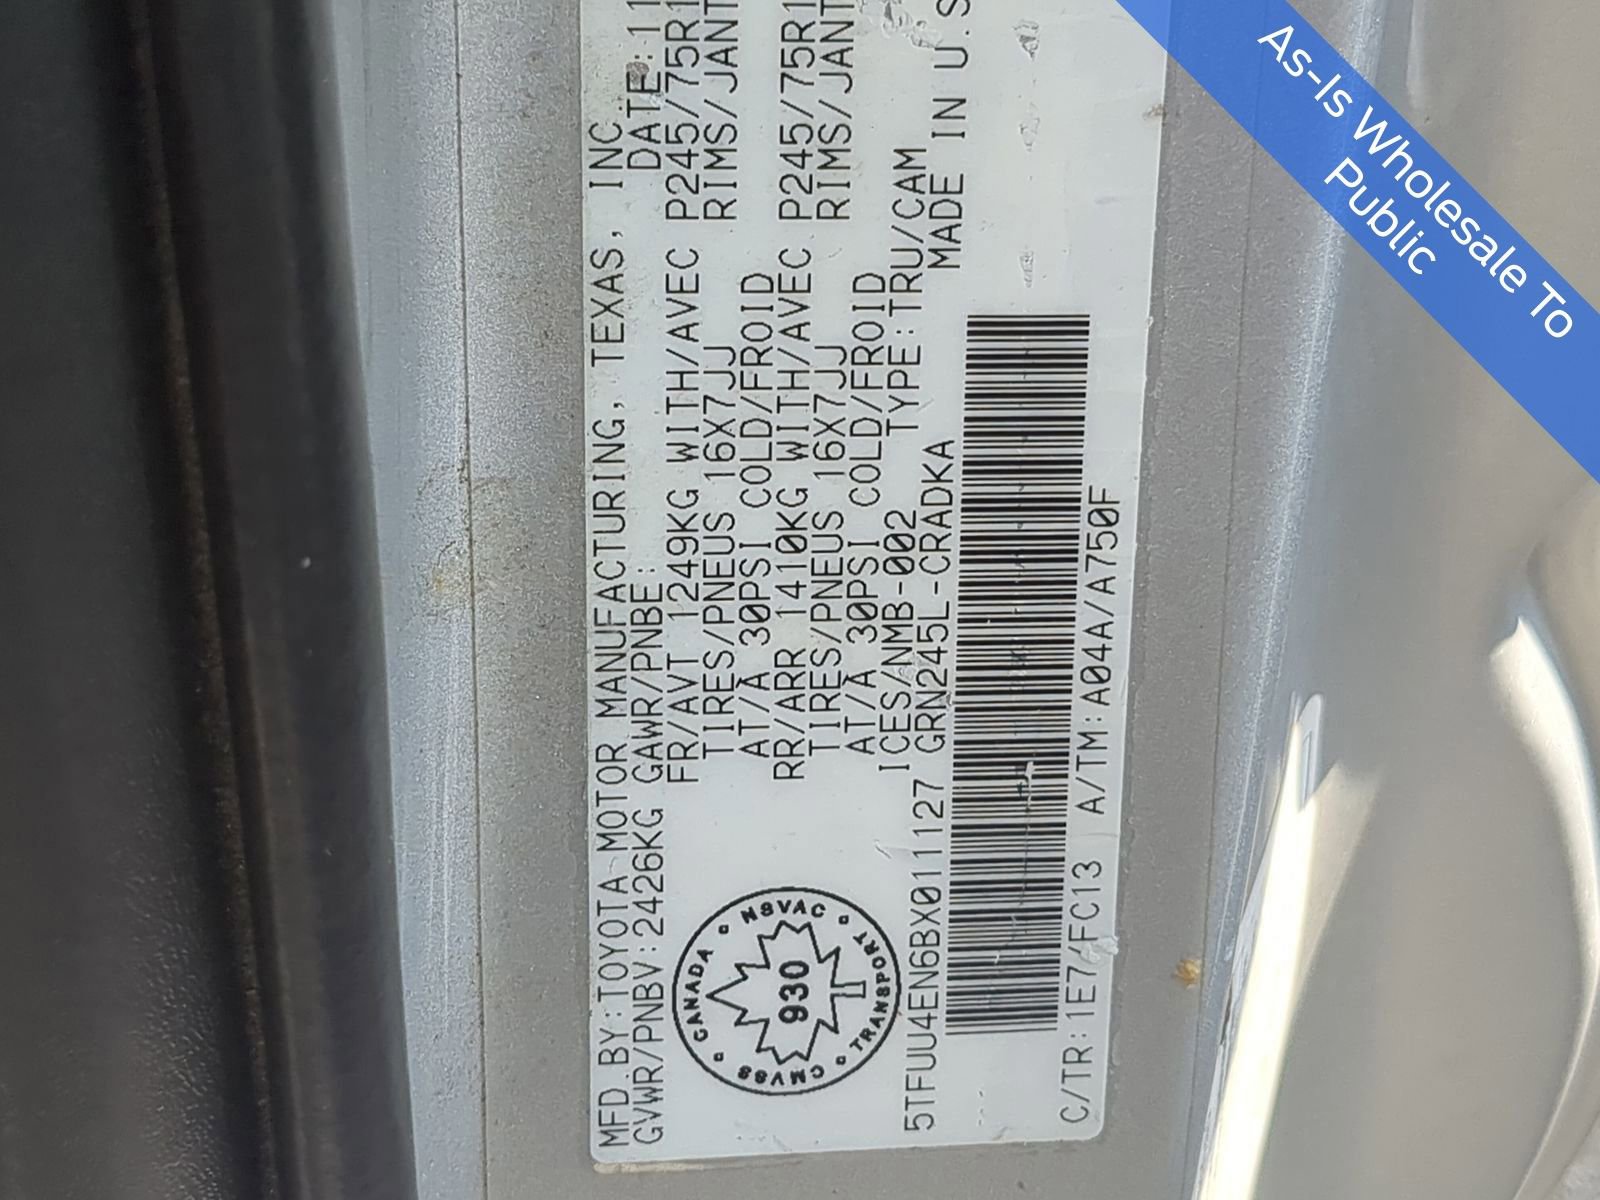 MFD.BY:TOYOTA MOTOR MANUFACTURING, TEXAS, INC
GVWR/PNBV:2426KG GAWR/PNBE: DATE:11
FR/AVT 1249KG WITH/AVEC P245/75R1
TIRES/PNEUS 16X7JJ RIMS/JANT
AT/À 30PSI COLD/FROID
RR/ARR 1410KG WITH/AVEC P245/75R1
TIRES/PNEUS 16X7JJ RIMS/JANT
AT/À 30PSI COLD/FROID
ICES/NMB-002 TYPE:TRU/CAM
5TFUU4EN6BX011127 GRN245L-CRADKA MADE IN U.S
C/TR:1E7/FC13 A/TM:A04A/A750F
CANADA NSVAC
930
CMVSS TRANSPORT
As-Is Wholesale To
Public